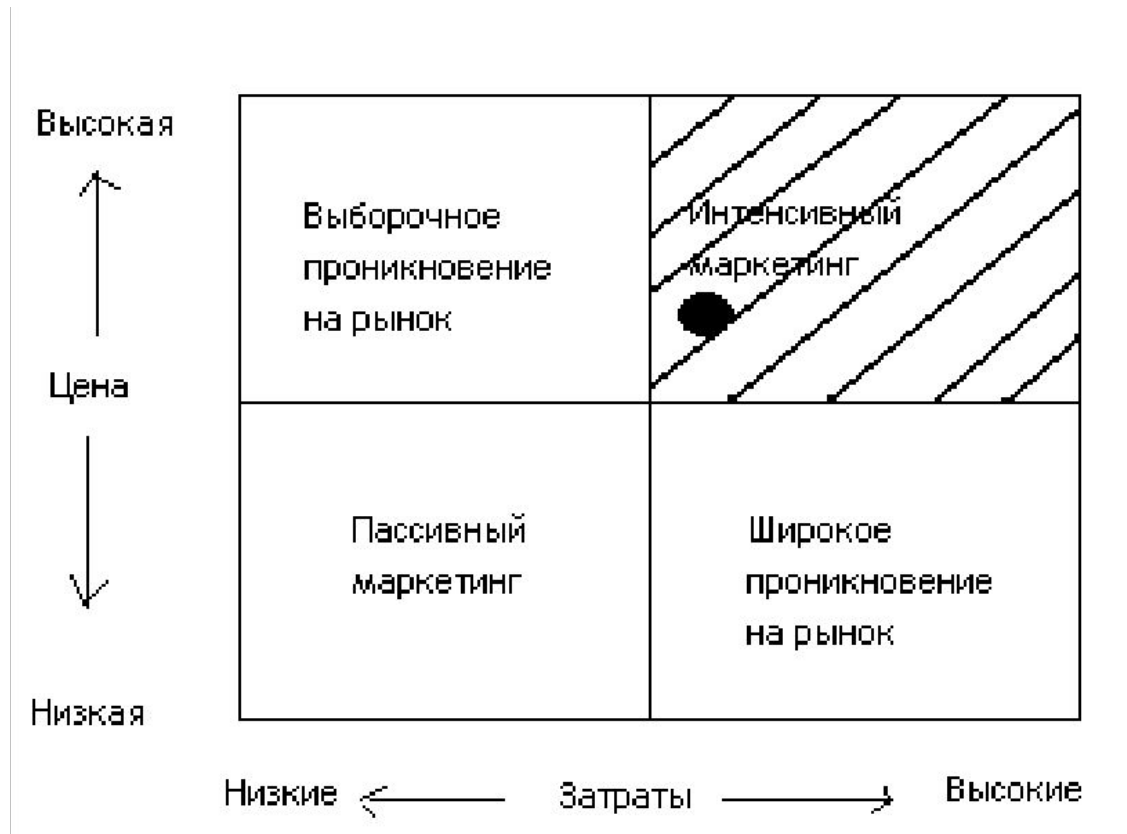 Высокая
Выборочное
проникновение
на рынок
Интенсивный
маркетинг
Цена
Пассивный
маркетинг
Широкое
проникновение
на рынок
Низкая
Низкие
Затраты
Высокие